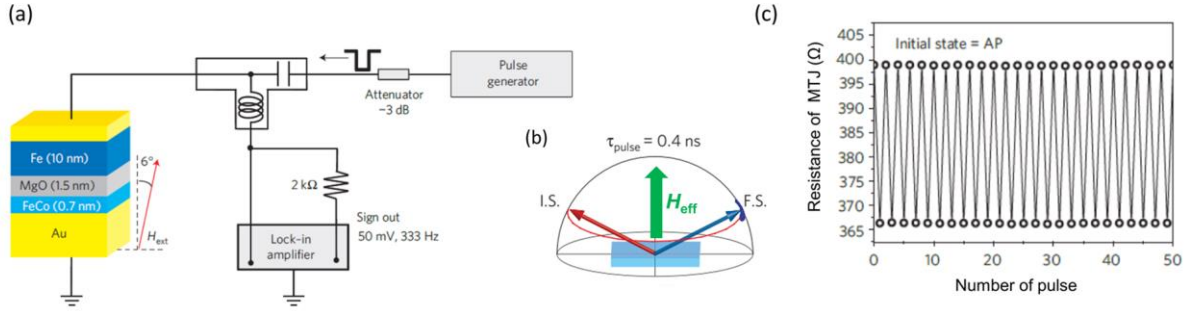 (a)
Pulse
generator
Attenuator
−3 dB
Fe (10 nm)
MgO (1.5 nm)
FeCo (0.7 nm)
Au
6°
Hext
2 kΩ
Lock-in
amplifier
Sign out
50 mV, 333 Hz
(b)
τpulse = 0.4 ns
I.S.
Heff
F.S.
(c)
Resistance of MTJ (Ω)
405
400
395
390
385
380
375
370
365
Initial state = AP
0 10 20 30 40 50
Number of pulse